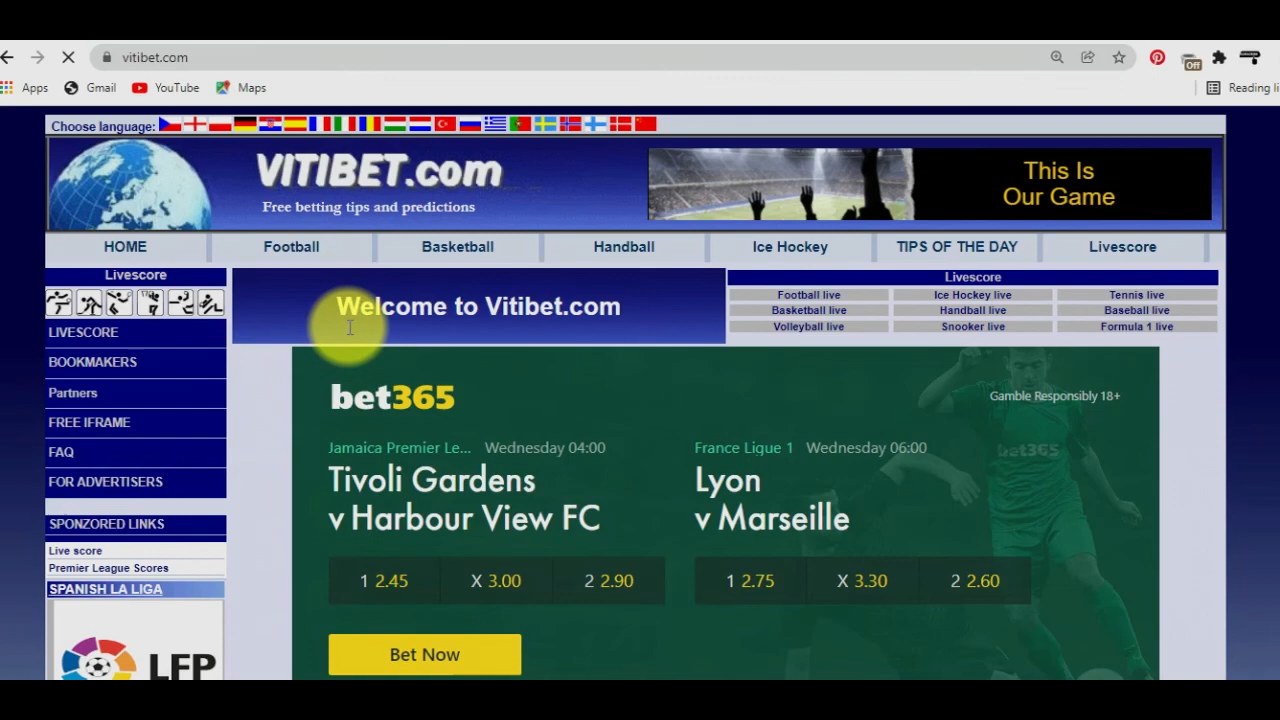 vitibet.com
Off
Apps
Gmail
YouTube
Maps
Reading li
Choose language:
VITIBET.com
Free betting tips and predictions
This Is
Our Game
HOME
Football
Basketball
Handball
Ice Hockey
TIPS OF THE DAY
Livescore
Livescore
LIVESCORE
BOOKMAKERS
Partners
FREE IFRAME
FAQ
FOR ADVERTISERS
SPONZORED LINKS
Live score
Premier League Scores
SPANISH LA LIGA
LFP
Welcome to Vitibet.com
Livescore
Football live
Ice Hockey live
Tennis live
Basketball live
Handball live
Baseball live
Volleyball live
Snooker live
Formula 1 live
bet365
Gamble Responsibly 18+
bet365
Jamaica Premier Le... Wednesday 04:00
Tivoli Gardens
v Harbour View FC
1 2.45 X 3.00 2 2.90
France Ligue 1 Wednesday 06:00
Lyon
v Marseille
1 2.75 X 3.30 2 2.60
Bet Now